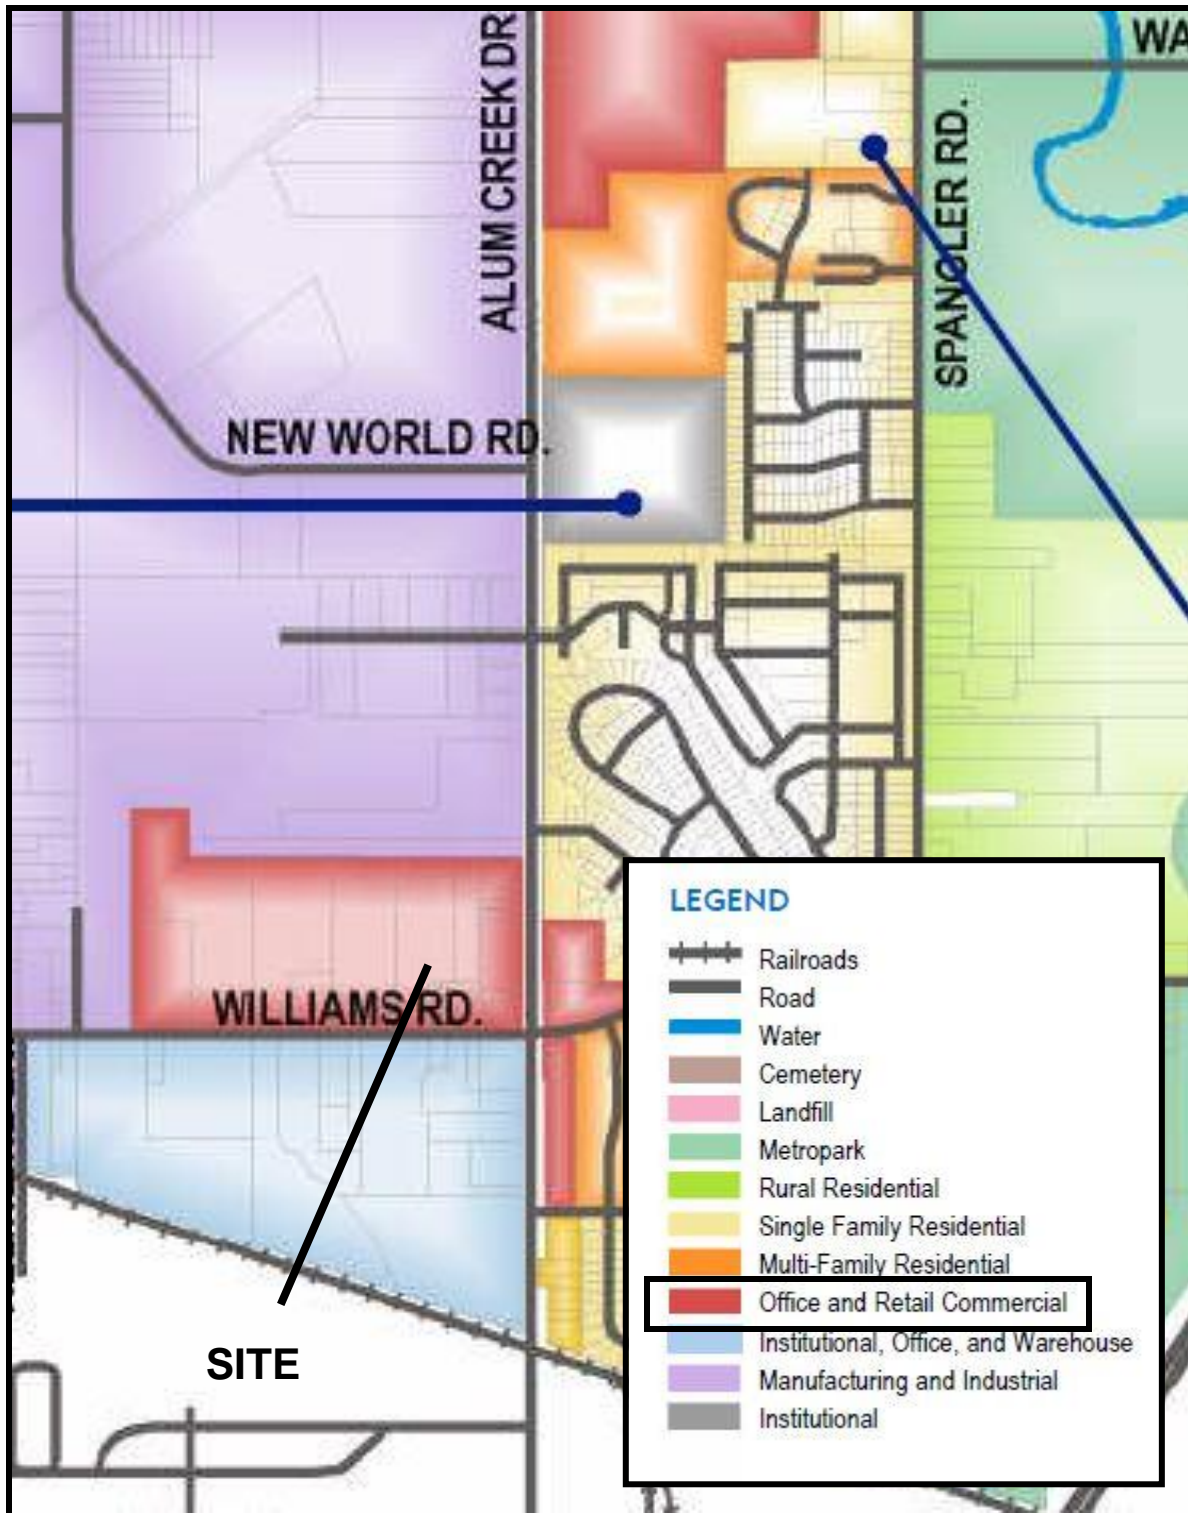 WA
ALUM CREEK DR
SPANGLER RD.
NEW WORLD RD.
WILLIAMS RD.
SITE
LEGEND
Railroads
Road
Water
Cemetery
Landfill
Metropark
Rural Residential
Single Family Residential
Multi-Family Residential
Office and Retail Commercial
Institutional, Office, and Warehouse
Manufacturing and Industrial
Institutional